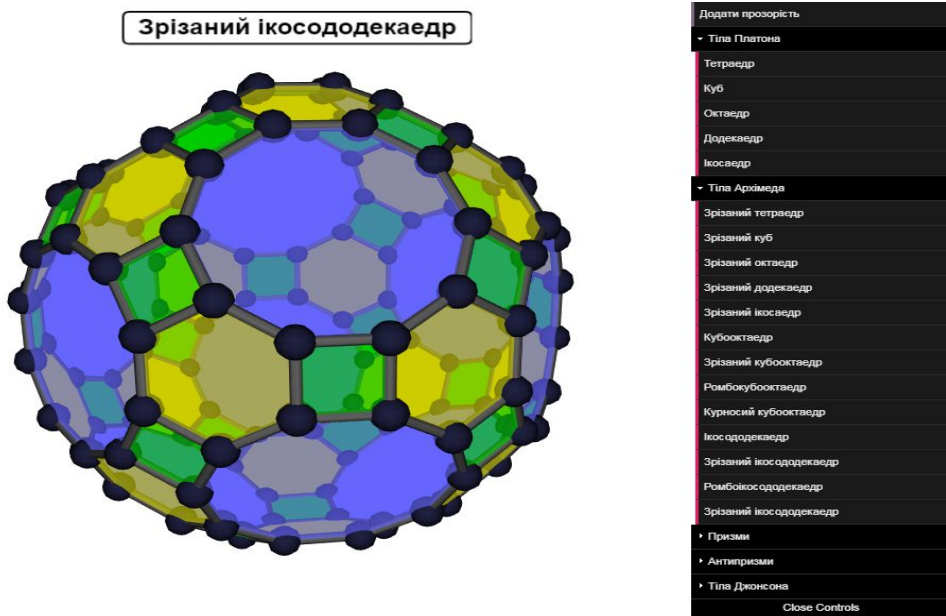 Зрізаний ікосододекаедр
Додати прозорість
Тіла Платона
Тетраедр
Куб
Октаедр
Додекаедр
Ікосаедр
Тіла Архімеда
Зрізаний тетраедр
Зрізаний куб
Зрізаний октаедр
Зрізаний додекаедр
Зрізаний ікосаедр
Кубооктаедр
Зрізаний кубооктаедр
Ромбокубооктаедр
Курносий кубооктаедр
Ікосододекаедр
Зрізаний ікосододекаедр
Ромбоікосододекаедр
Зрізаний ікосододекаедр
Призми
Антипризми
Тіла Джонсона
Close Controls